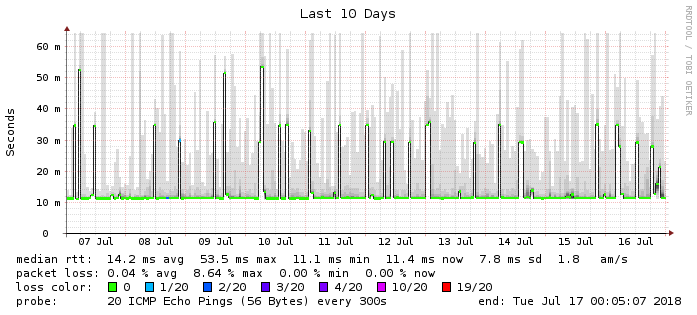 Last 10 Days
RRDTOOL / TOBI OETIKER
Seconds
60 m
50 m
40 m
30 m
20 m
10 m
0
07 Jul 08 Jul 09 Jul 10 Jul 11 Jul 12 Jul 13 Jul 14 Jul 15 Jul 16 Jul
median rtt: 14.2 ms avg 53.5 ms max 11.1 ms min 11.4 ms now 7.8 ms sd 1.8 am/s
packet loss: 0.04 % avg 8.64 % max 0.00 % min 0.00 % now
loss color: 0 1/20 2/20 3/20 4/20 10/20 19/20
probe: 20 ICMP Echo Pings (56 Bytes) every 300s end: Tue Jul 17 00:05:07 2018